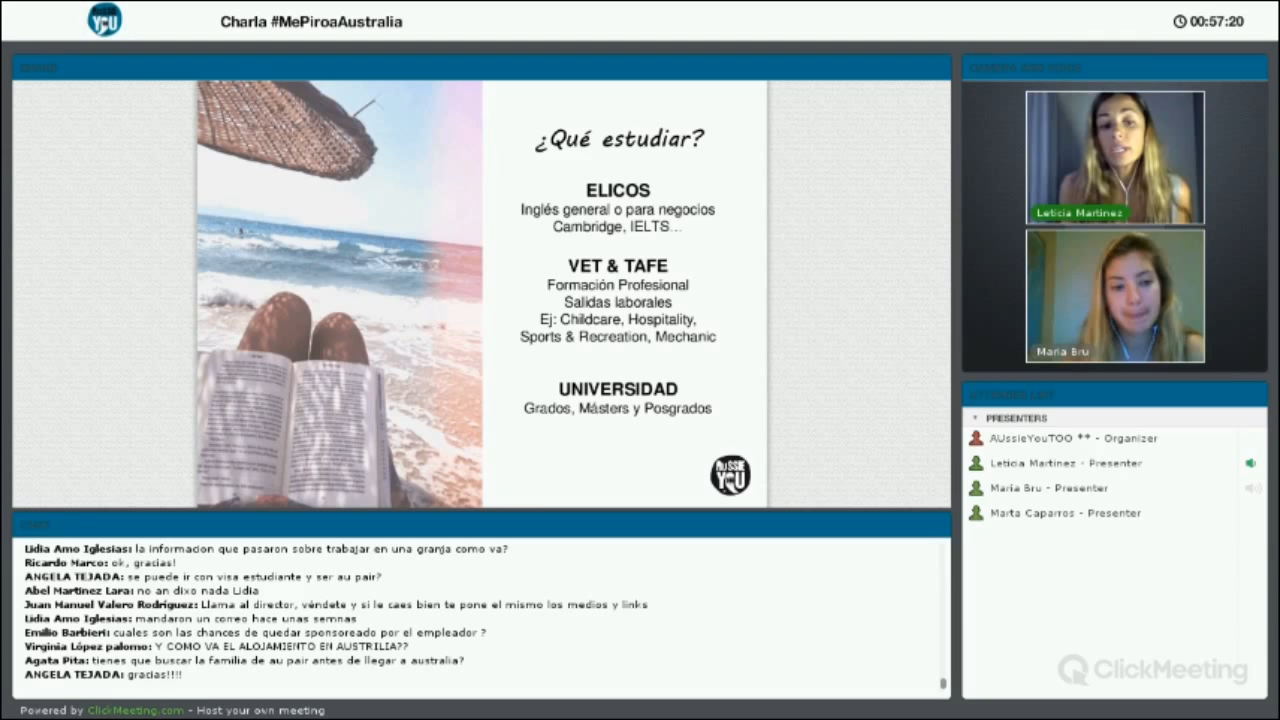 AUSSIE
YOU
Charla #MePiroaAustralia
00:57:20
¿Qué estudiar?
ELICOS
Inglés general o para negocios
Cambridge, IELTS...
VET & TAFE
Formación Profesional
Salidas laborales
Ej: Childcare, Hospitality,
Sports & Recreation, Mechanic
UNIVERSIDAD
Grados, Másters y Posgrados
AUSSIE
YOU
Leticia Martinez
Maria Bru
PRESENTERS
AUssieYouTOO ** - Organizer
Leticia Martinez - Presenter
Maria Bru - Presenter
Marta Caparros - Presenter
Lidia Amo Iglesias: la informacion que pasaron sobre trabajar en una granja como va?
Ricardo Marco: ok, gracias!
ANGELA TEJADA: se puede ir con visa estudiante y ser au pair?
Abel Martinez Lara: no an dixo nada Lidia
Juan Manuel Valero Rodríguez: Llama al director, véndete y si le caes bien te pone el mismo los medios y links
Lidia Amo Iglesias: mandaron un correo hace unas semnas
Emilio Barbieri: cuales son las chances de quedar sponsoreado por el empleador ?
Virginia López palomo: Y COMO VA EL ALOJAMIENTO EN AUSTRILIA??
Agata Pita: tienes que buscar la familia de au pair antes de llegar a australia?
ANGELA TEJADA: gracias!!!!
ClickMeeting
Powered by ClickMeeting.com - Host your own meeting